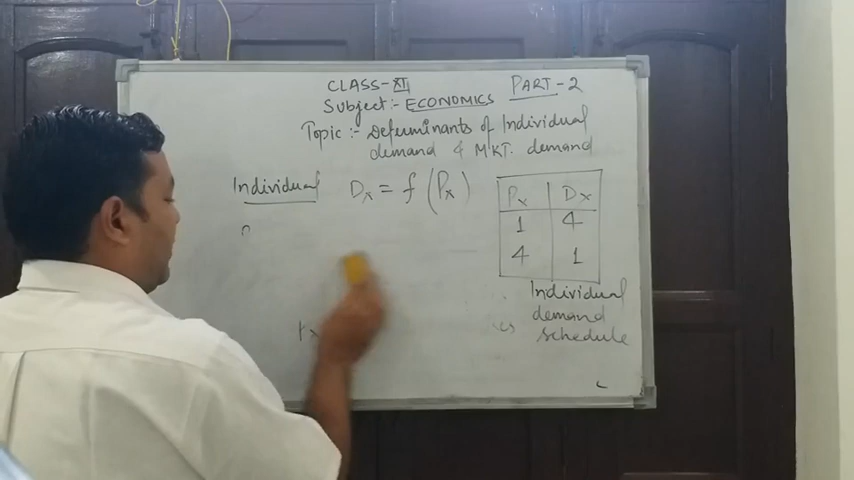 CLASS-XI
PART-2
Subject:- ECONOMICS
Topic:- Determinants of Individual
demand & MKT. demand
Individual Dx = f (Px)
Px Dx
1 4
4 1
Individual
demand
schedule